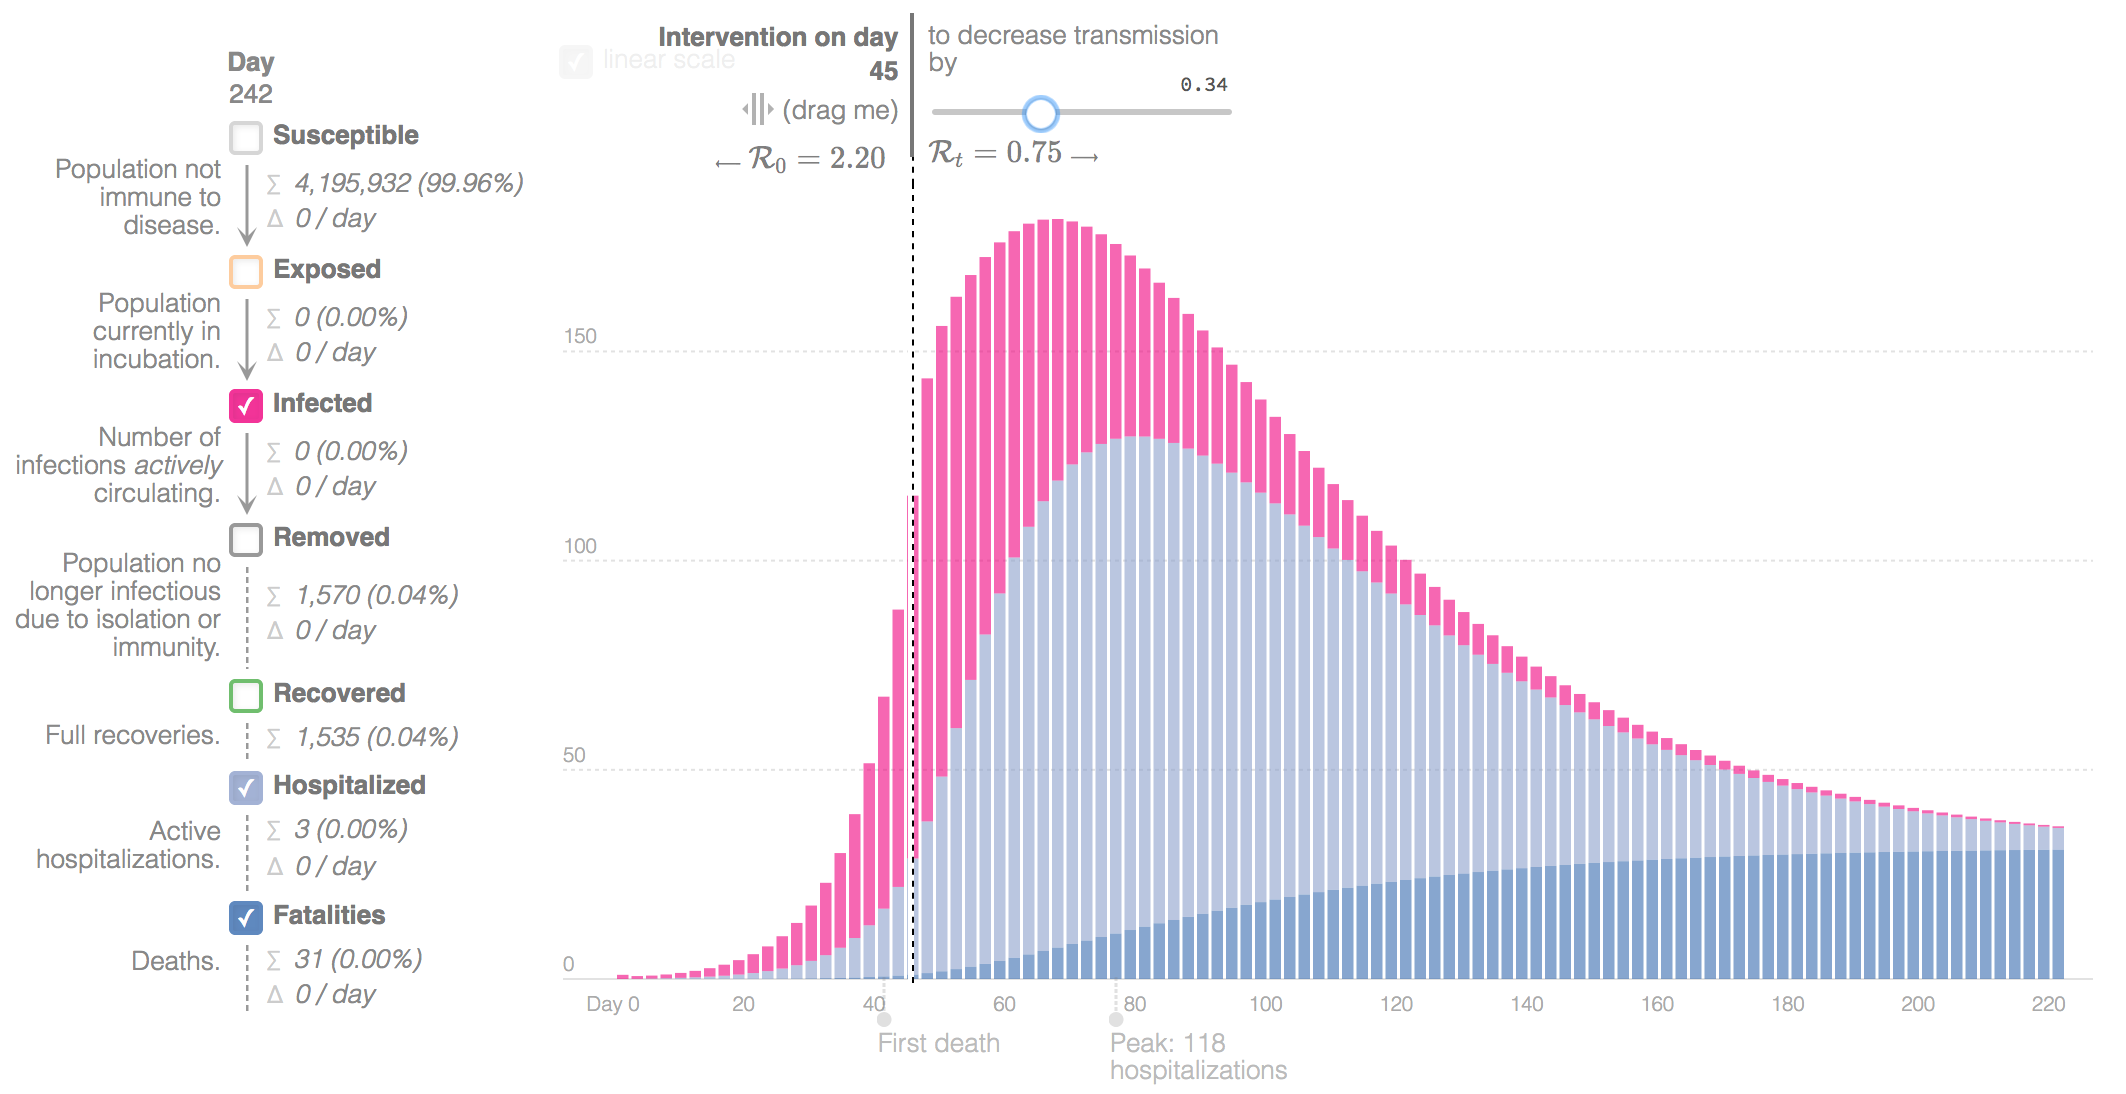 Day
242
Susceptible
Population not
immune to
disease.
Σ 4,195,932 (99.96%)
Δ 0 / day
Exposed
Population
currently in
incubation.
Σ 0 (0.00%)
Δ 0 / day
✓ Infected
Number of
infections actively
circulating.
Σ 0 (0.00%)
Δ 0 / day
Removed
Population no
longer infectious
due to isolation or
immunity.
Σ 1,570 (0.04%)
Δ 0 / day
Recovered
Full recoveries.
Σ 1,535 (0.04%)
✓ Hospitalized
Active
hospitalizations.
Σ 3 (0.00%)
Δ 0 / day
✓ Fatalities
Deaths.
Σ 31 (0.00%)
Δ 0 / day
✓ linear scale
Intervention on day
45
(drag me)
← R₀ = 2.20
to decrease transmission
by
0.34
Rₜ = 0.75 →
150
100
50
0
Day 0 20 40 60 80 100 120 140 160 180 200 220
First death
Peak: 118
hospitalizations